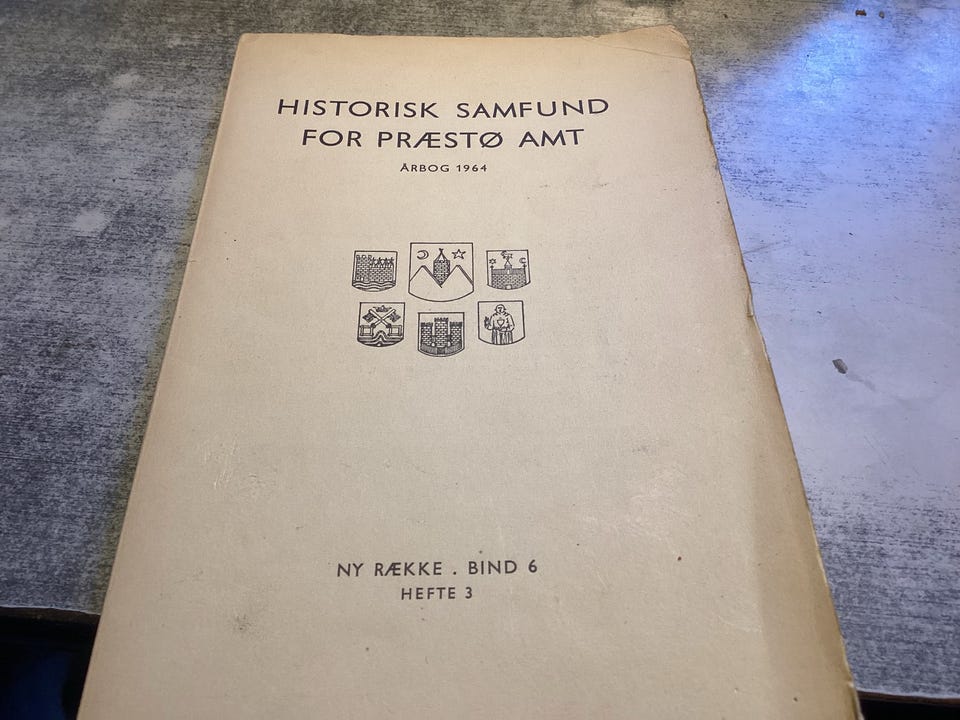 HISTORISK SAMFUND
FOR PRÆSTØ AMT
ÅRBOG 1964
NY RÆKKE . BIND 6
HEFTE 3